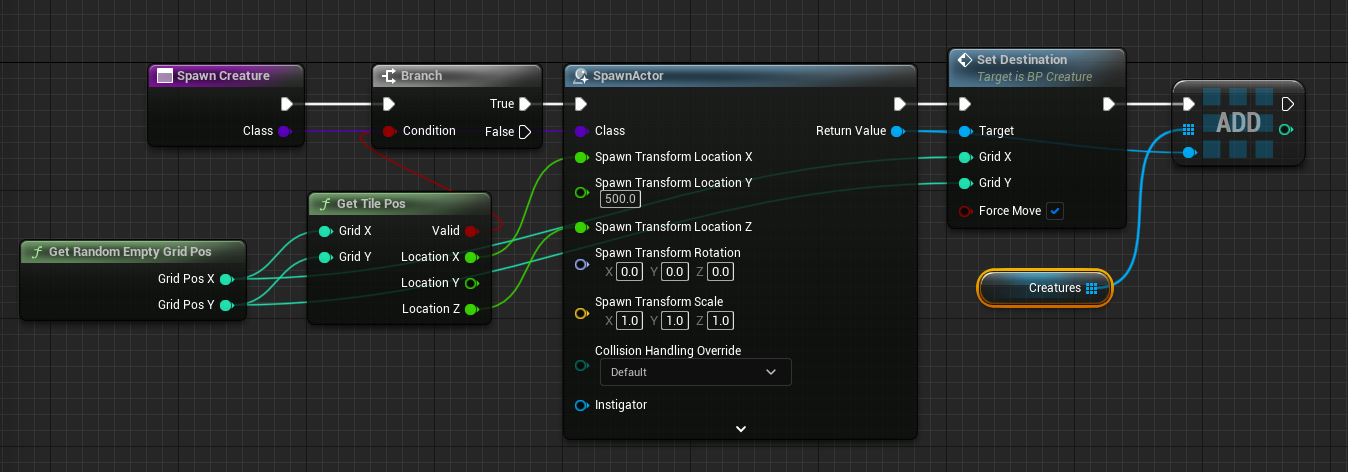 Spawn Creature
Class
Branch
True
Condition
False
SpawnActor
Class
Return Value
Spawn Transform Location X
Spawn Transform Location Y
500.0
Spawn Transform Location Z
Spawn Transform Rotation
X 0.0 Y 0.0 Z 0.0
Spawn Transform Scale
X 1.0 Y 1.0 Z 1.0
Collision Handling Override
Default
Instigator
Set Destination
Target is BP Creature
Target
Grid X
Grid Y
Force Move
ADD
f Get Tile Pos
Grid X
Valid
Grid Y
Location X
Location Y
Location Z
f Get Random Empty Grid Pos
Grid Pos X
Grid Pos Y
Creatures